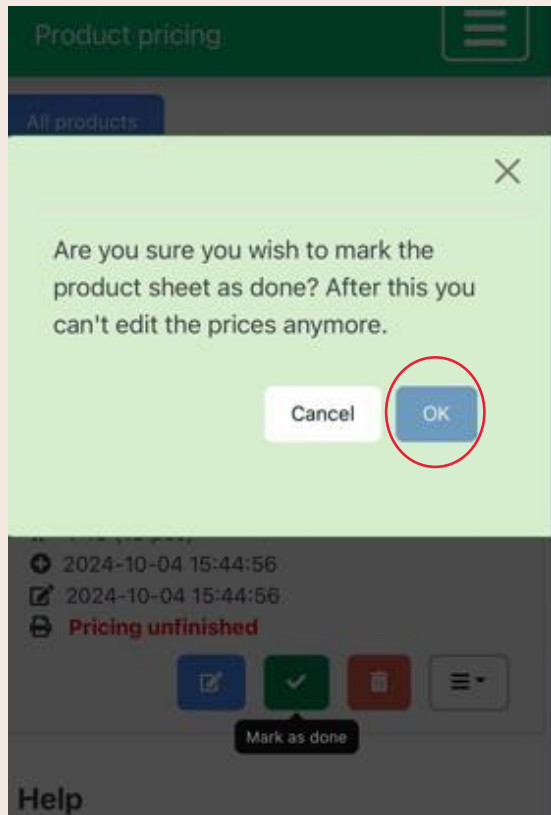 Product pricing
All products
Are you sure you wish to mark the
product sheet as done? After this you
can't edit the prices anymore.
Cancel
OK
2024-10-04 15:44:56
2024-10-04 15:44:56
Pricing unfinished
Mark as done
Help